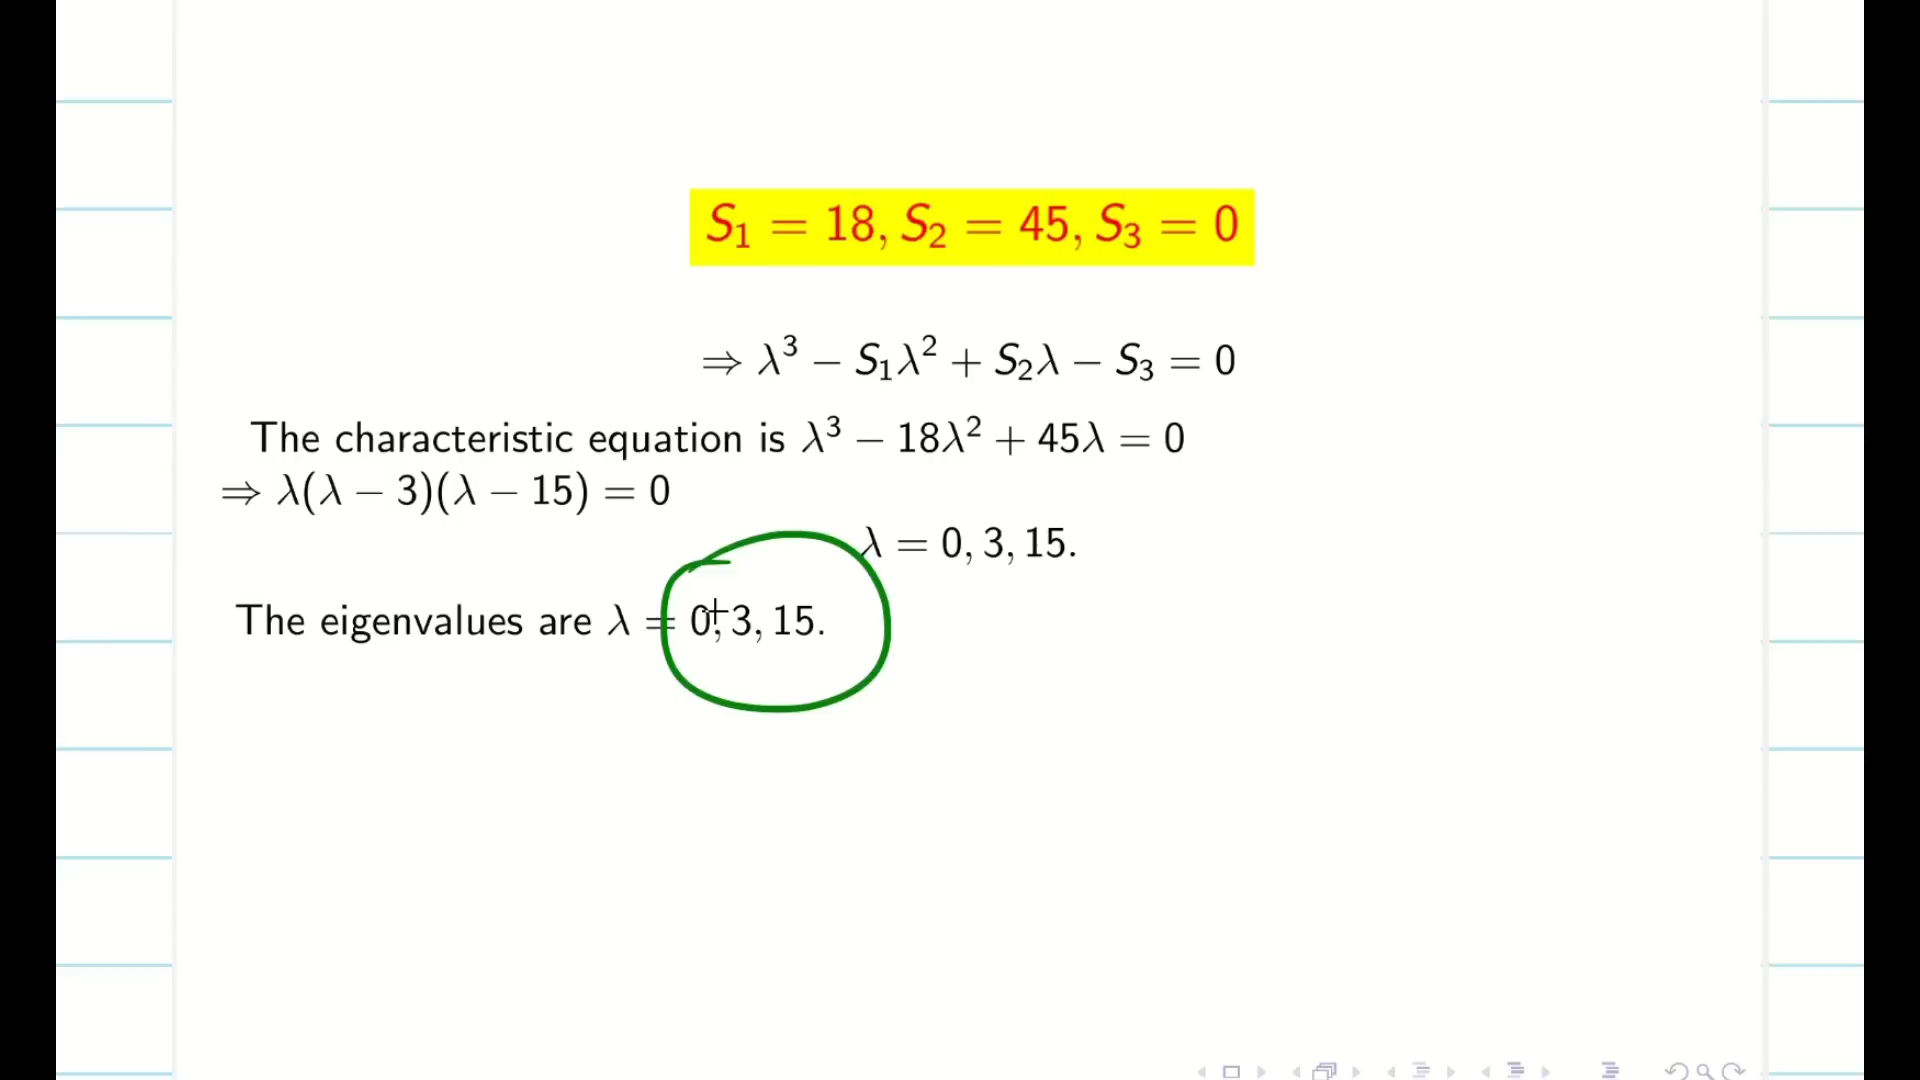 S₁ = 18, S₂ = 45, S₃ = 0
⇒ λ³ − S₁λ² + S₂λ − S₃ = 0
The characteristic equation is λ³ − 18λ² + 45λ = 0
⇒ λ(λ − 3)(λ − 15) = 0
λ = 0, 3, 15.
The eigenvalues are λ = 0, 3, 15.